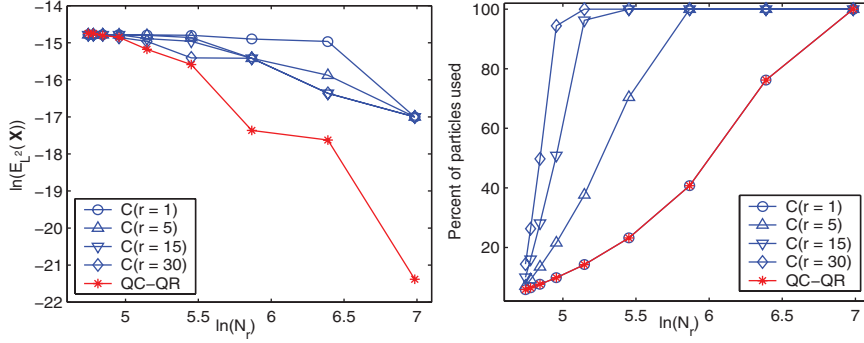 −14
−15
−16
−17
−18
−19
−20
−21
−22
ln(E_L²(X))
5
5.5
6
6.5
7
ln(N_r)
C(r = 1)
C(r = 5)
C(r = 15)
C(r = 30)
QC−QR
100
80
60
40
20
Percent of particles used
5
5.5
6
6.5
7
ln(N_r)
C(r = 1)
C(r = 5)
C(r = 15)
C(r = 30)
QC−QR